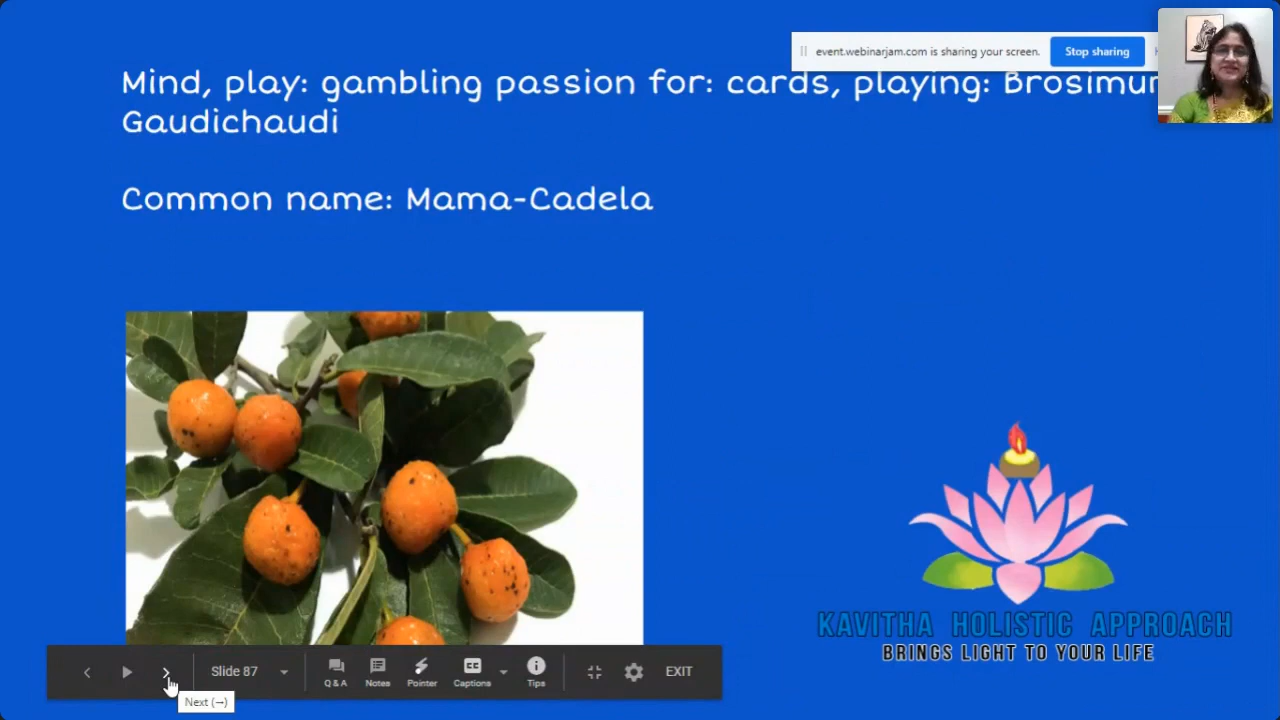 event.webinarjam.com is sharing your screen.
Stop sharing
Mind, play: gambling passion for: cards, playing:
Gaudichaudi
Common name: Mama-Cadela
KAVITHA HOLISTIC APPROACH
BRINGS LIGHT TO YOUR LIFE
Slide 87
Q & A
Notes
Pointer
CC
Captions
Tips
EXIT
Next (→)